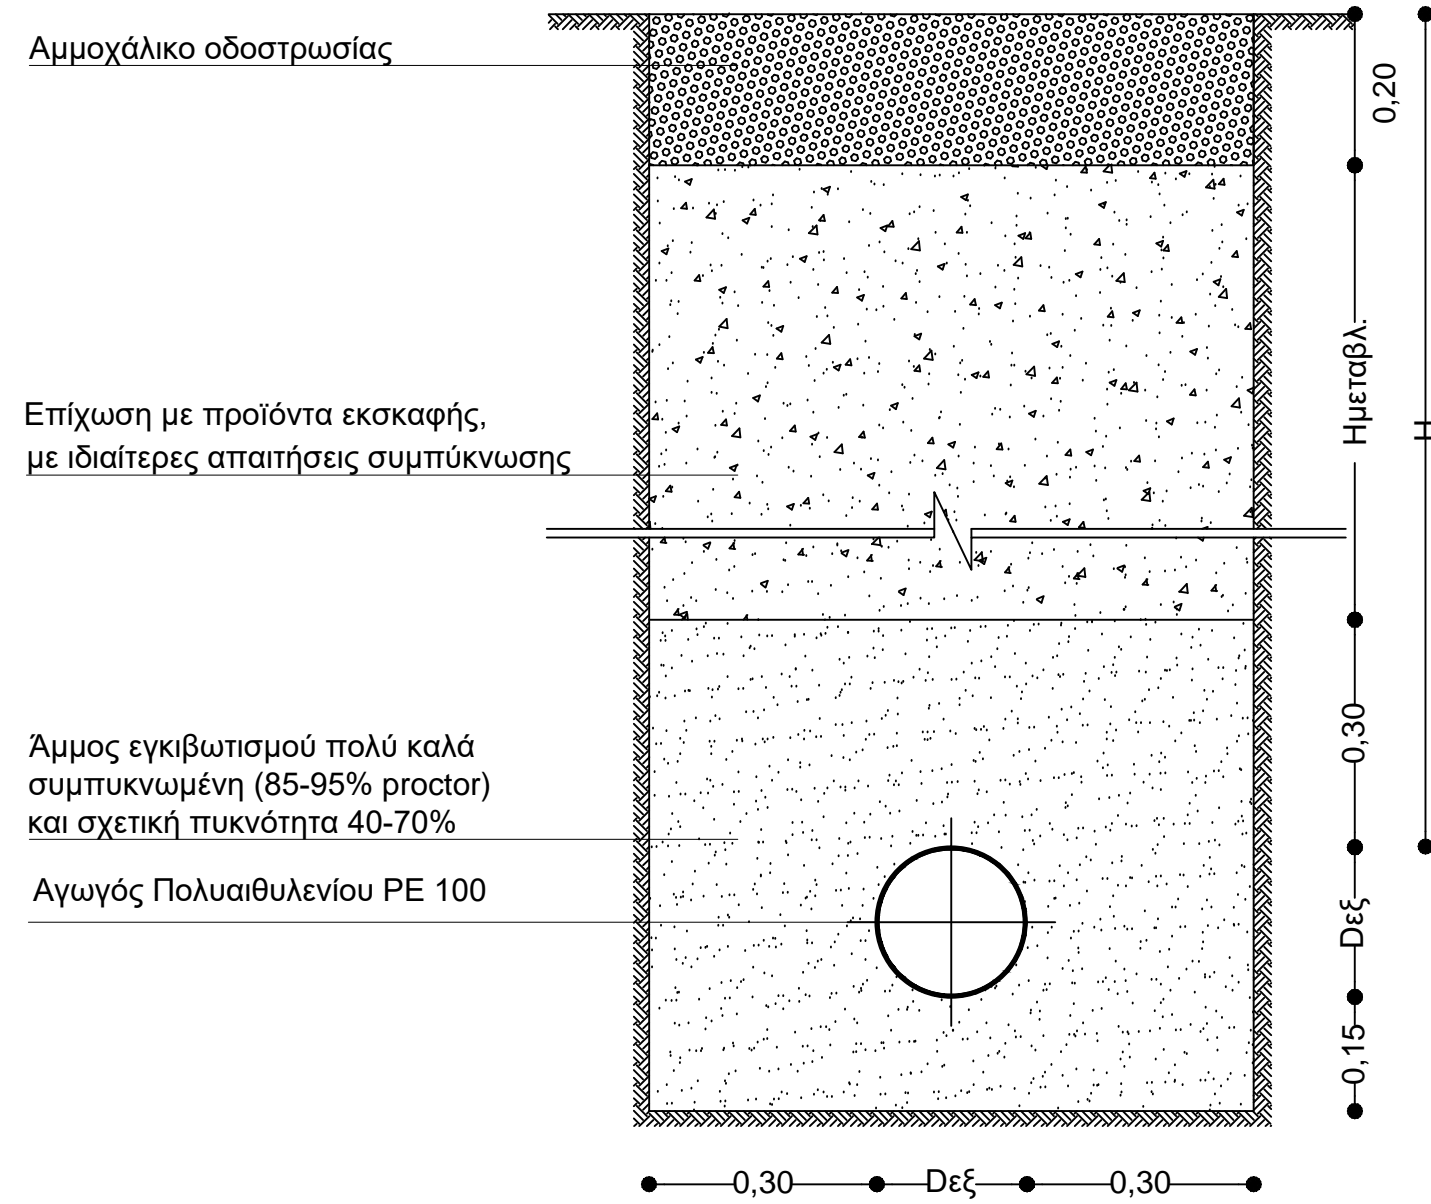 Αμμοχάλικο οδοστρωσίας
0,20
Ημεταβλ.
H
Επίχωση με προϊόντα εκσκαφής,
με ιδιαίτερες απαιτήσεις συμπύκνωσης
0,30
Άμμος εγκιβωτισμού πολύ καλά
συμπυκνωμένη (85-95% proctor)
και σχετική πυκνότητα 40-70%
Αγωγός Πολυαιθυλενίου PE 100
Dεξ
0,15
0,30 Dεξ 0,30